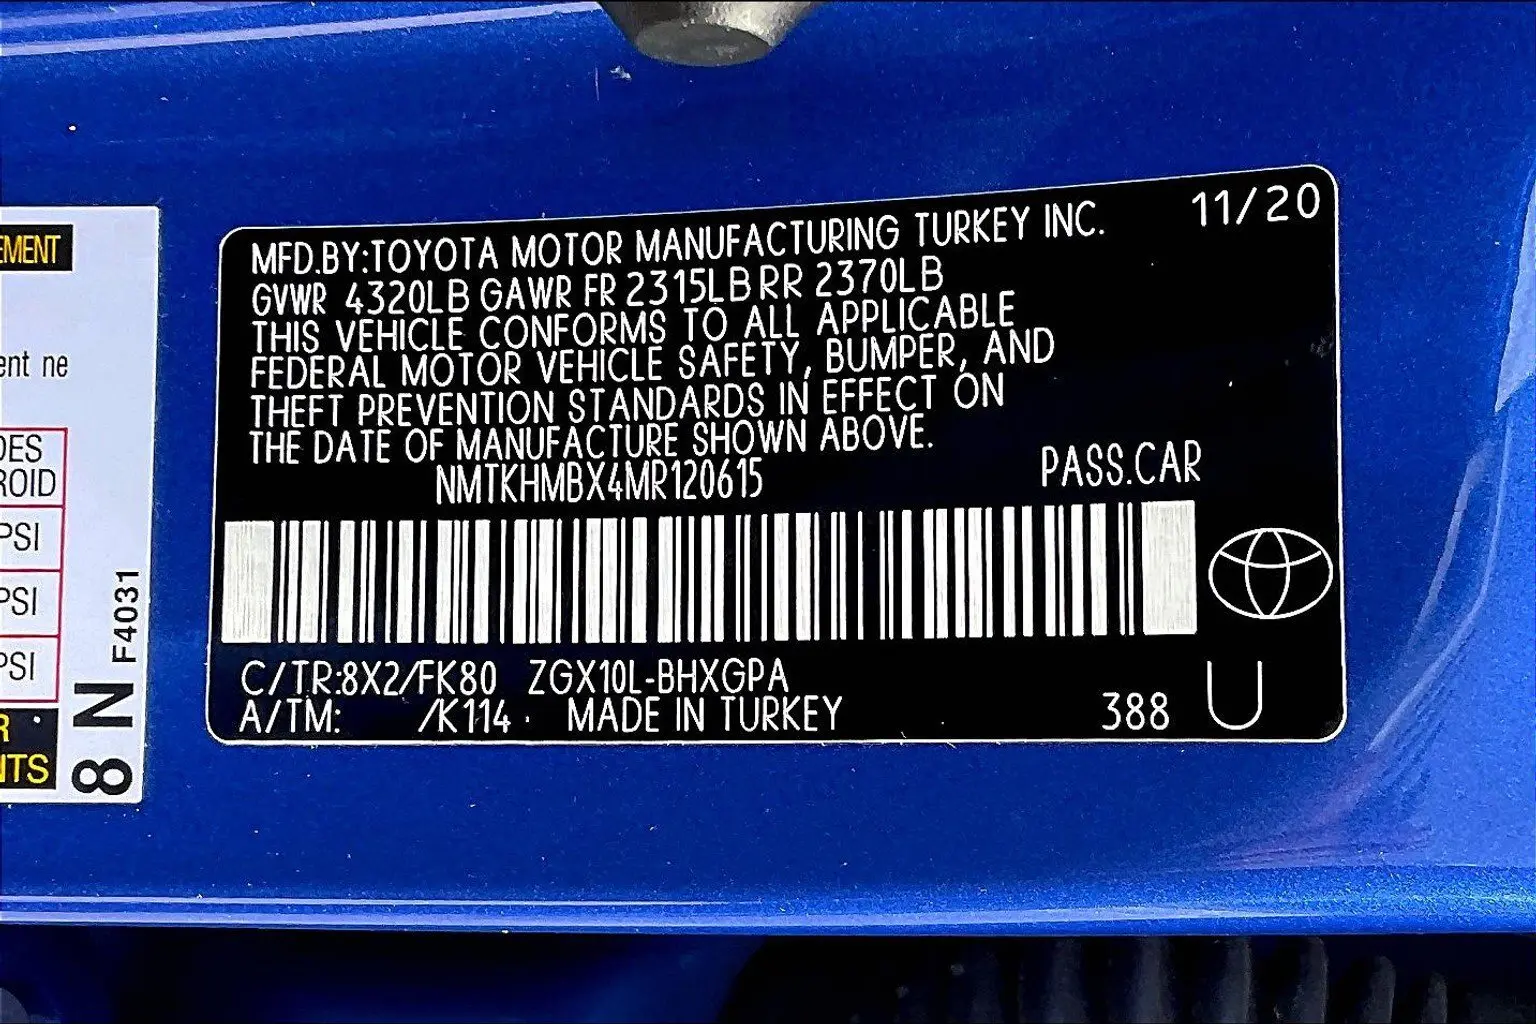 11/20
MFD.BY:TOYOTA MOTOR MANUFACTURING TURKEY INC.
GVWR 4320LB GAWR FR 2315LB RR 2370LB
THIS VEHICLE CONFORMS TO ALL APPLICABLE
FEDERAL MOTOR VEHICLE SAFETY, BUMPER, AND
THEFT PREVENTION STANDARDS IN EFFECT ON
THE DATE OF MANUFACTURE SHOWN ABOVE.
NMTKHMBX4MR120615
PASS.CAR
C/TR:8X2/FK80 ZGX10L-BHXGPA
A/TM: /K114 · MADE IN TURKEY
388 U
EMENT
ent ne
DES
ROID
PSI
PSI
PSI
R
NTS
8 N F4031